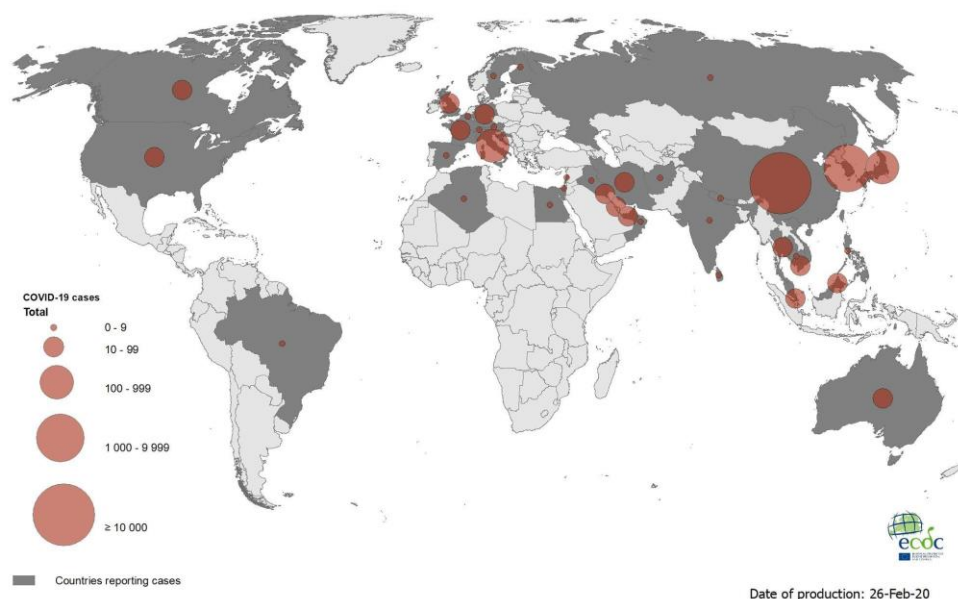 COVID-19 cases
Total
0 - 9
10 - 99
100 - 999
1 000 - 9 999
≥ 10 000
Countries reporting cases
ecdc
Date of production: 26-Feb-20